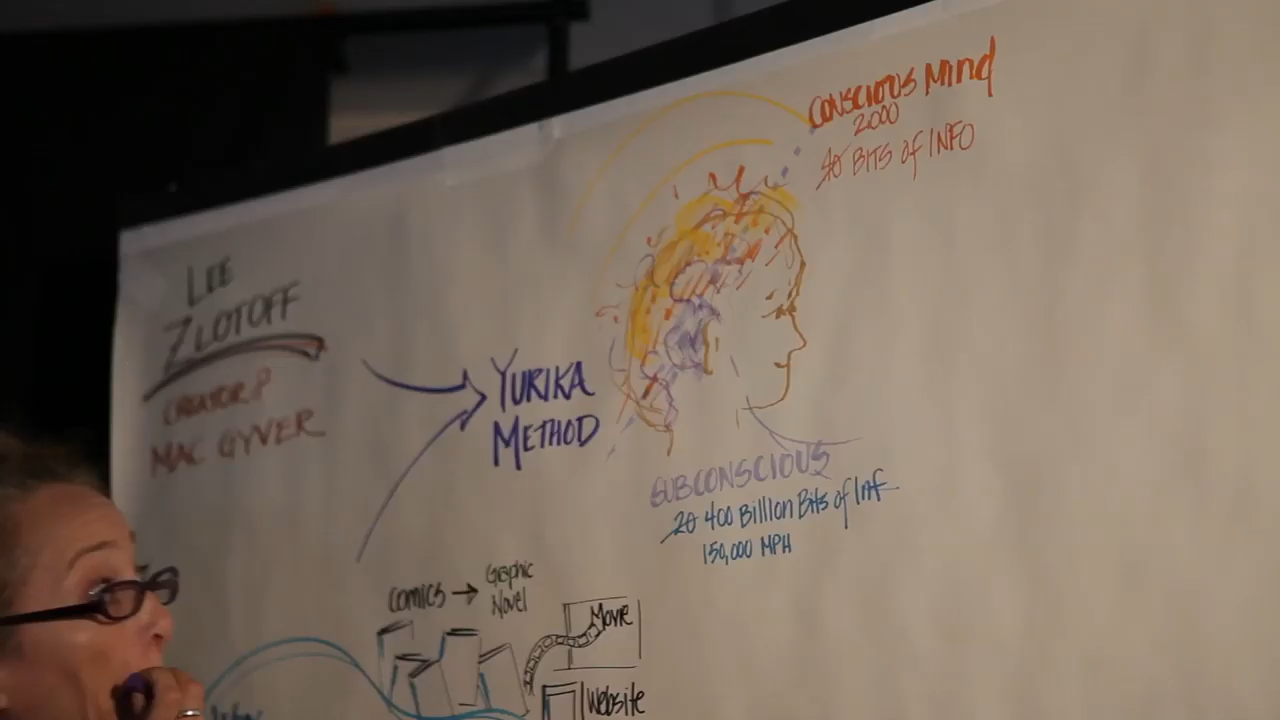 CONSCIOUS MIND
2000
40 BITS of INFO
LEE
ZLOTOFF
CREATOR
MAC GYVER
YURIKA
METHOD
SUBCONSCIOUS
20 400 Billion Bits of Inf
150,000 MPH
Comics → Graphic
Novel
Movie
Website